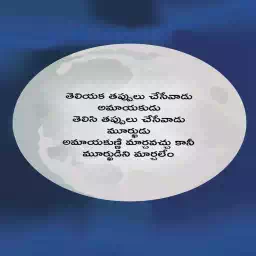 తెలియక తప్పులు చేసేవాడు
అమాయకుడు
తెలిసి తప్పులు చేసేవాడు
మూర్ఖుడు
అమాయకుణ్ణి మార్చవచ్చు కానీ
మూర్ఖుడిని మార్చలేం